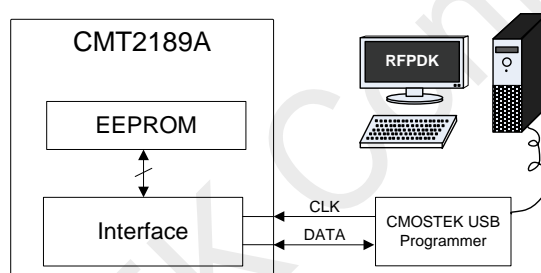 CMT2189A
RFPDK
EEPROM
Interface
CLK
DATA
CMOSTEK USB
Programmer